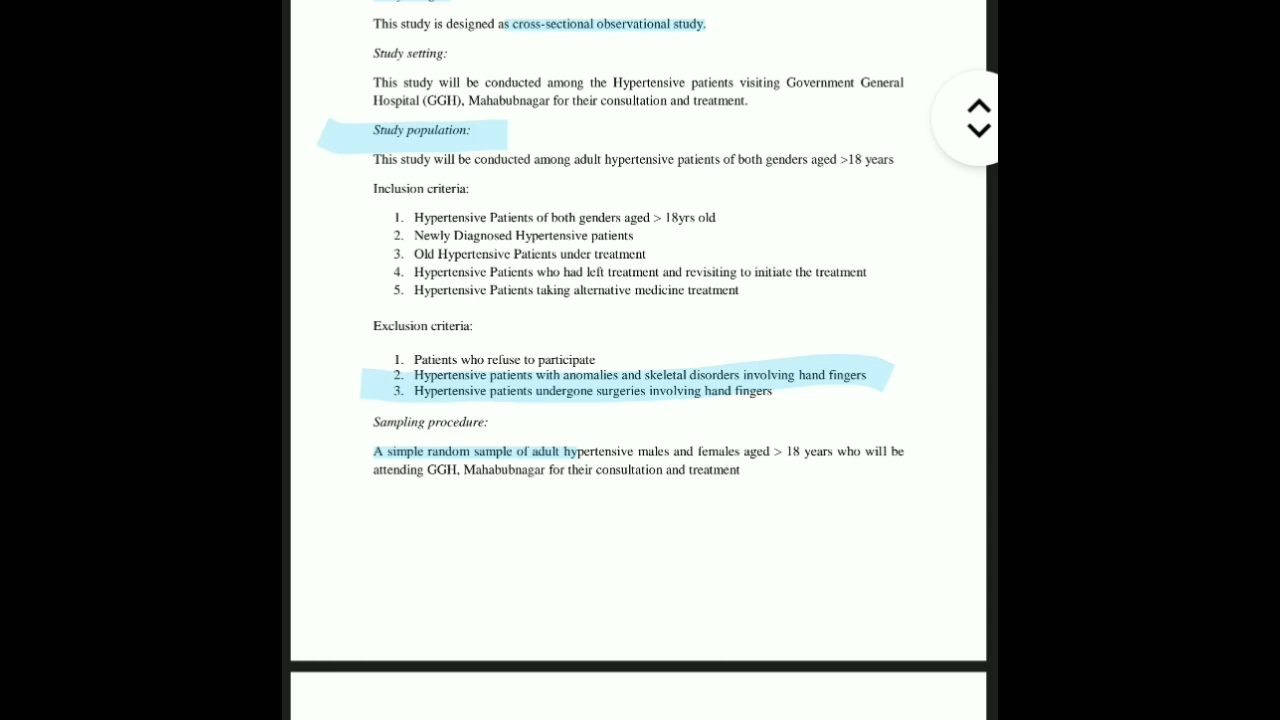 This study is designed as cross-sectional observational study.
Study setting:
This study will be conducted among the Hypertensive patients visiting Government General
Hospital (GGH), Mahabubnagar for their consultation and treatment.
Study population:
This study will be conducted among adult hypertensive patients of both genders aged >18 years
Inclusion criteria:
1. Hypertensive Patients of both genders aged > 18yrs old
2. Newly Diagnosed Hypertensive patients
3. Old Hypertensive Patients under treatment
4. Hypertensive Patients who had left treatment and revisiting to initiate the treatment
5. Hypertensive Patients taking alternative medicine treatment
Exclusion criteria:
1. Patients who refuse to participate
2. Hypertensive patients with anomalies and skeletal disorders involving hand fingers
3. Hypertensive patients undergone surgeries involving hand fingers
Sampling procedure:
A simple random sample of adult hypertensive males and females aged > 18 years who will be
attending GGH, Mahabubnagar for their consultation and treatment